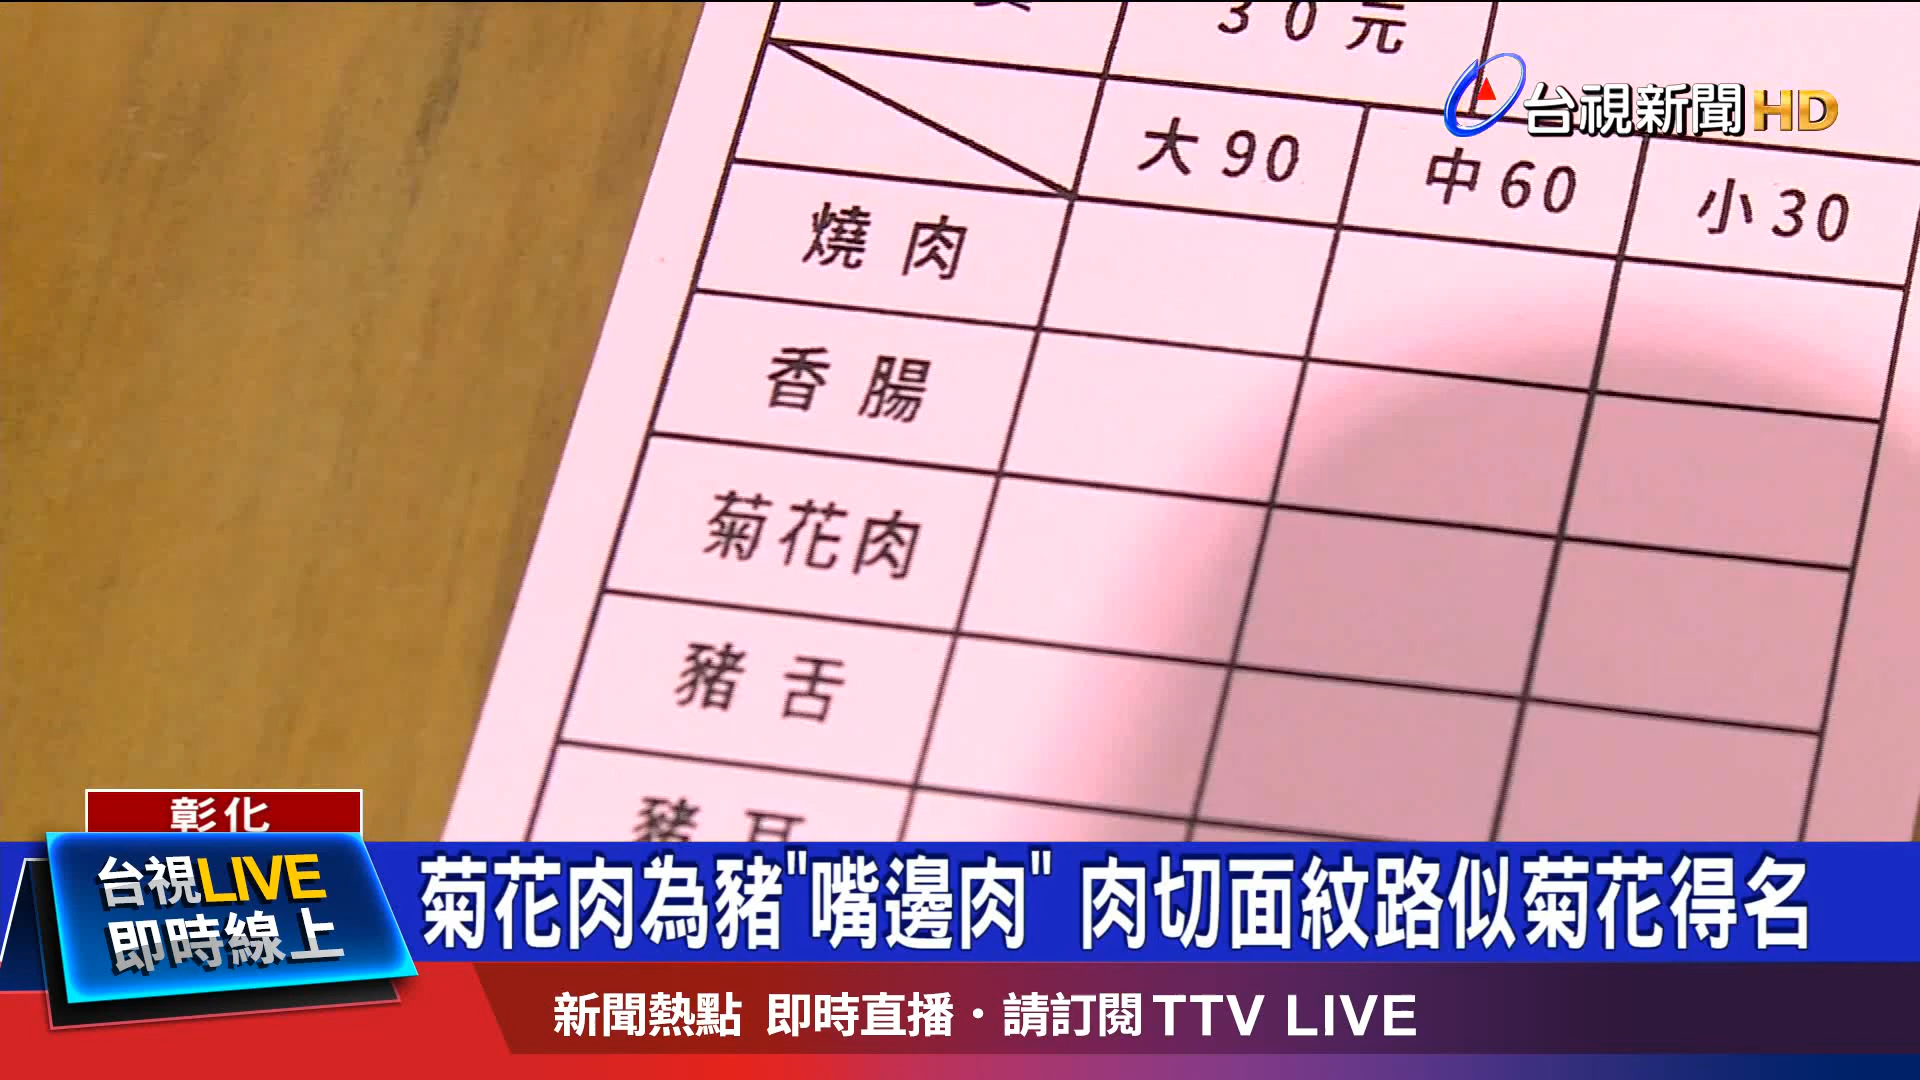 30元
台視新聞HD
大90 中60 小30
燒肉
香腸
菊花肉
豬舌
豬耳
彰化
台視LIVE
即時線上
菊花肉為豬"嘴邊肉" 肉切面紋路似菊花得名
新聞熱點 即時直播・請訂閱TTV LIVE